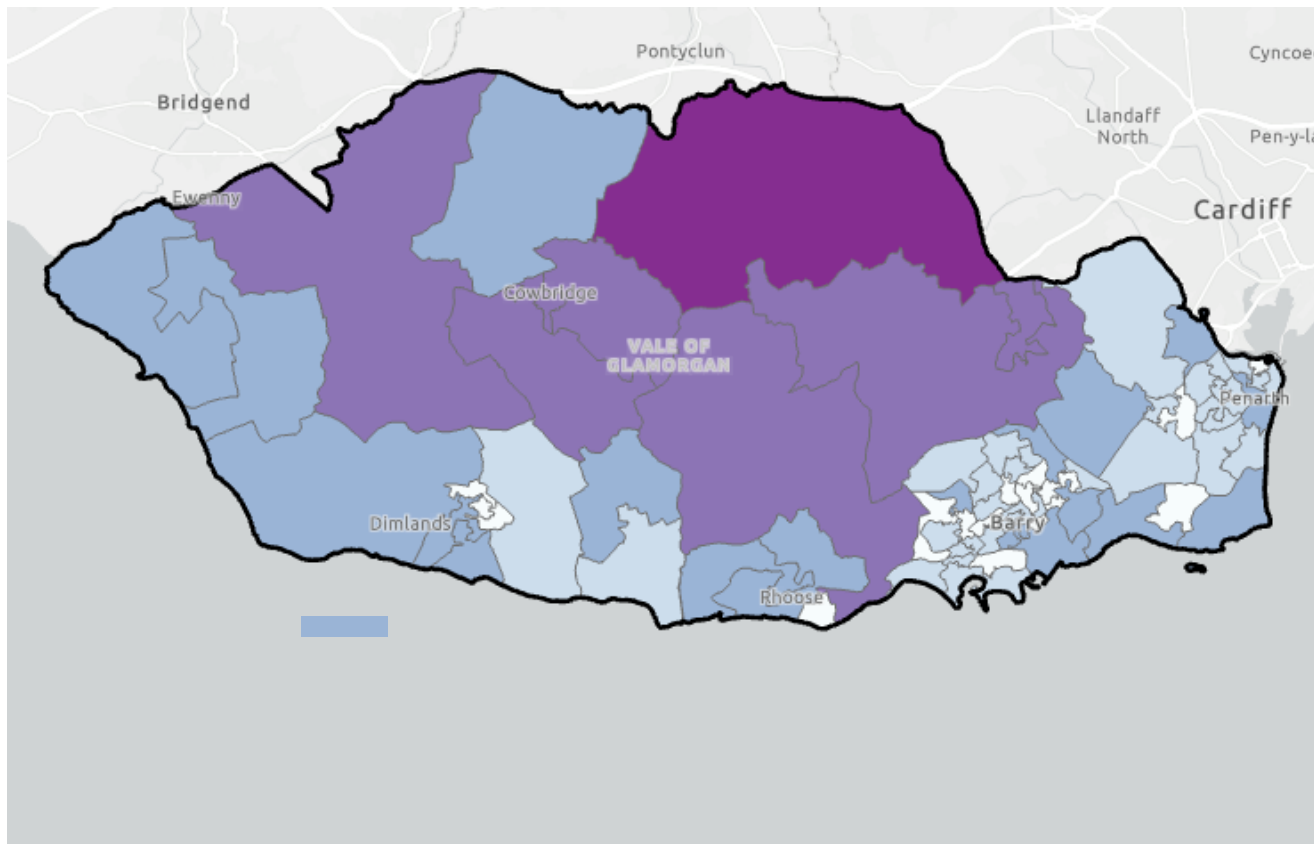 Pontyclun
Cyncoe
Bridgend
Llandaff
North
Pen-y-la
Ewenny
Cardiff
Cowbridge
VALE OF
GLAMORGAN
Penarth
Dimlands
Barry
Rhoose